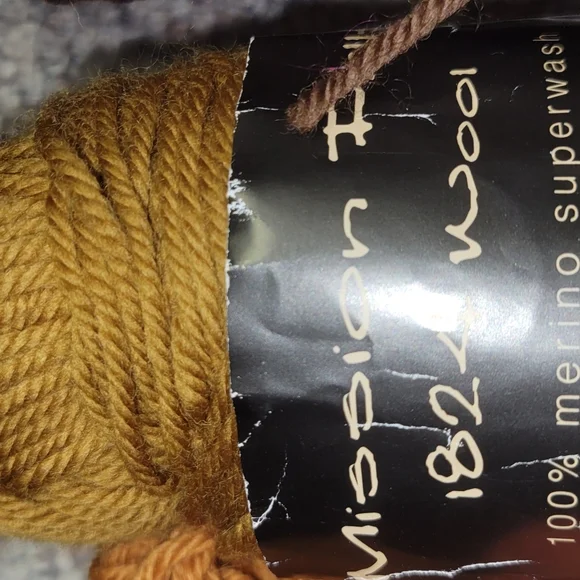 Mission
1824 wool
100% merino superwash